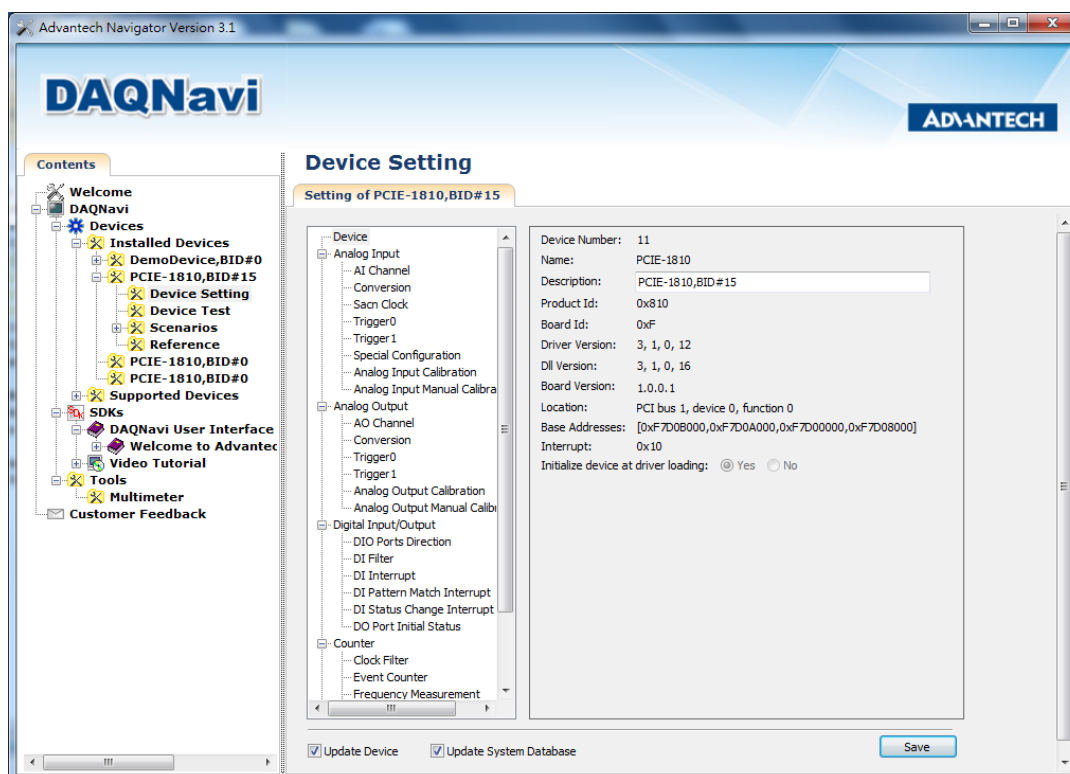 Advantech Navigator Version 3.1
DAQNavi
ADVANTECH
Contents
Welcome
DAQNavi
Devices
Installed Devices
DemoDevice,BID#0
PCIE-1810,BID#15
Device Setting
Device Test
Scenarios
Reference
PCIE-1810,BID#0
PCIE-1810,BID#0
Supported Devices
SDKs
DAQNavi User Interface
Welcome to Advantec
Video Tutorial
Tools
Multimeter
Customer Feedback
Device Setting
Setting of PCIE-1810,BID#15
Device
Analog Input
AI Channel
Conversion
Sacn Clock
Trigger0
Trigger1
Special Configuration
Analog Input Calibration
Analog Input Manual Calibra
Analog Output
AO Channel
Conversion
Trigger0
Trigger1
Analog Output Calibration
Analog Output Manual Calibr
Digital Input/Output
DIO Ports Direction
DI Filter
DI Interrupt
DI Pattern Match Interrupt
DI Status Change Interrupt
DO Port Initial Status
Counter
Clock Filter
Event Counter
Frequency Measurement
Device Number: 11
Name: PCIE-1810
Description: PCIE-1810,BID#15
Product Id: 0x810
Board Id: 0xF
Driver Version: 3, 1, 0, 12
Dll Version: 3, 1, 0, 16
Board Version: 1.0.0.1
Location: PCI bus 1, device 0, function 0
Base Addresses: [0xF7D0B000,0xF7D0A000,0xF7D00000,0xF7D08000]
Interrupt: 0x10
Initialize device at driver loading: Yes No
Update Device Update System Database Save